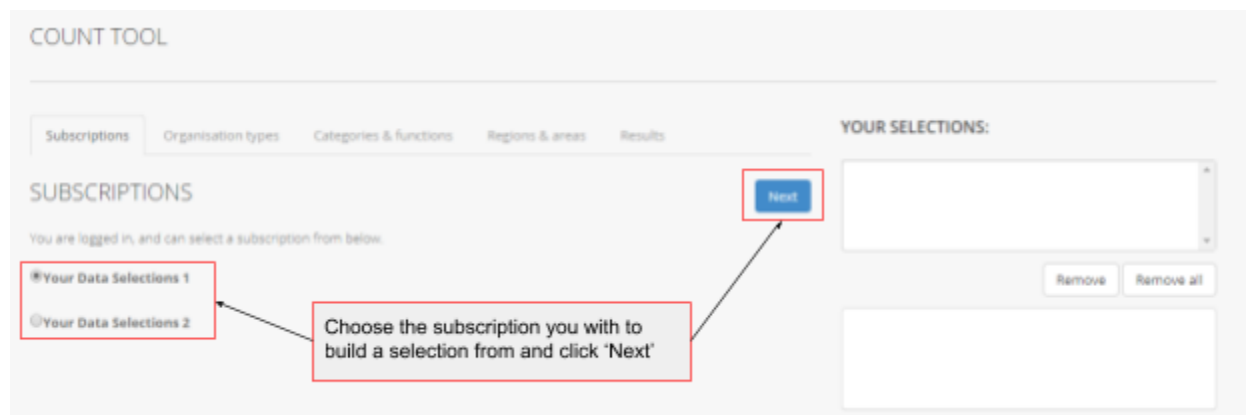 COUNT TOOL
Subscriptions Organisation types Categories & functions Regions & areas Results
YOUR SELECTIONS:
SUBSCRIPTIONS
Next
You are logged in, and can select a subscription from below.
Your Data Selections 1
Remove Remove all
Your Data Selections 2
Choose the subscription you with to
build a selection from and click ‘Next’